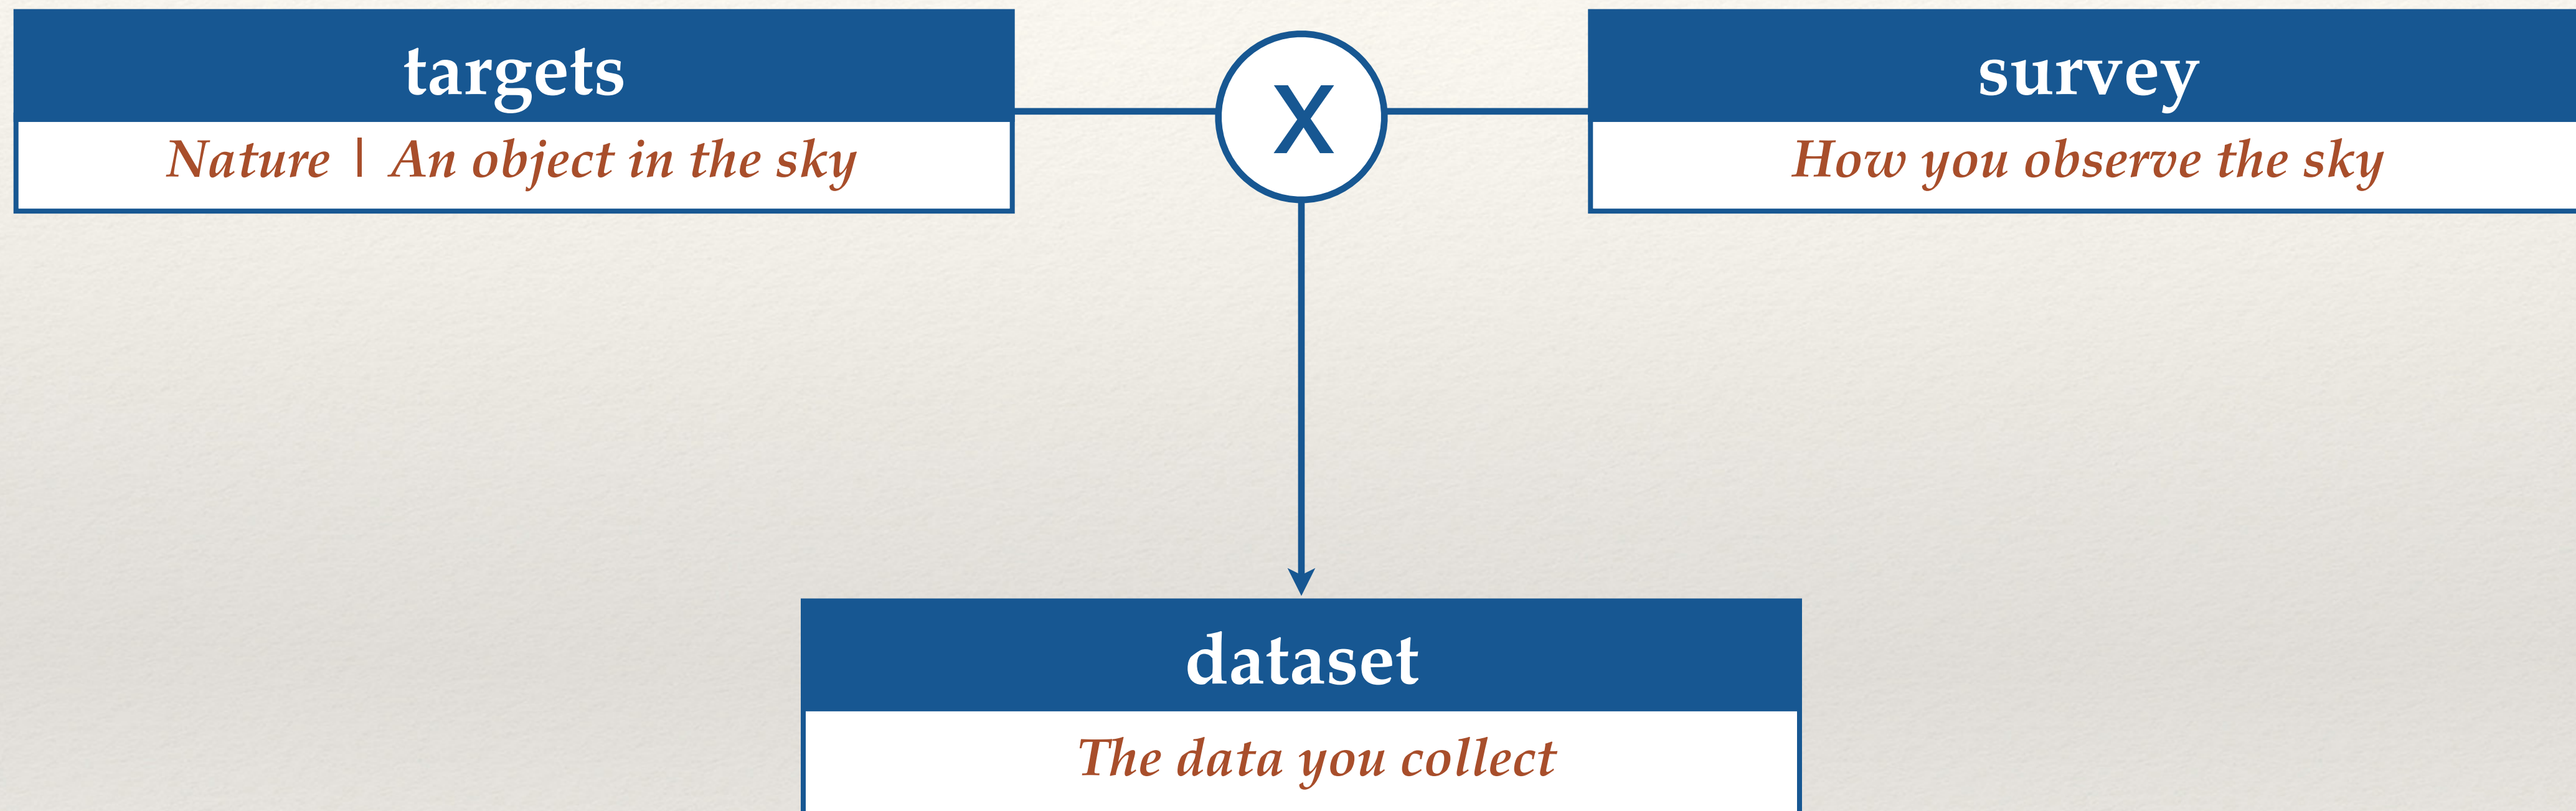 targets
Nature | An object in the sky
X
survey
How you observe the sky
dataset
The data you collect